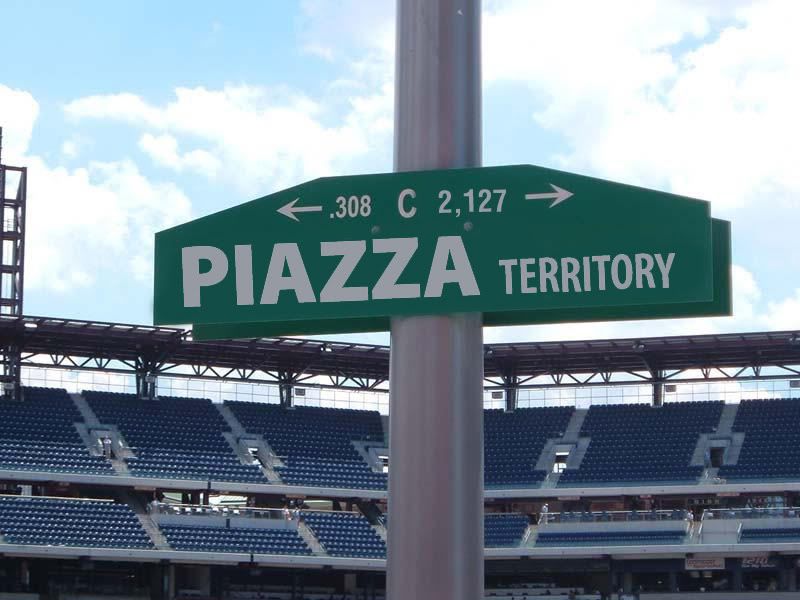 ← .308 C 2,127 →
PIAZZA TERRITORY